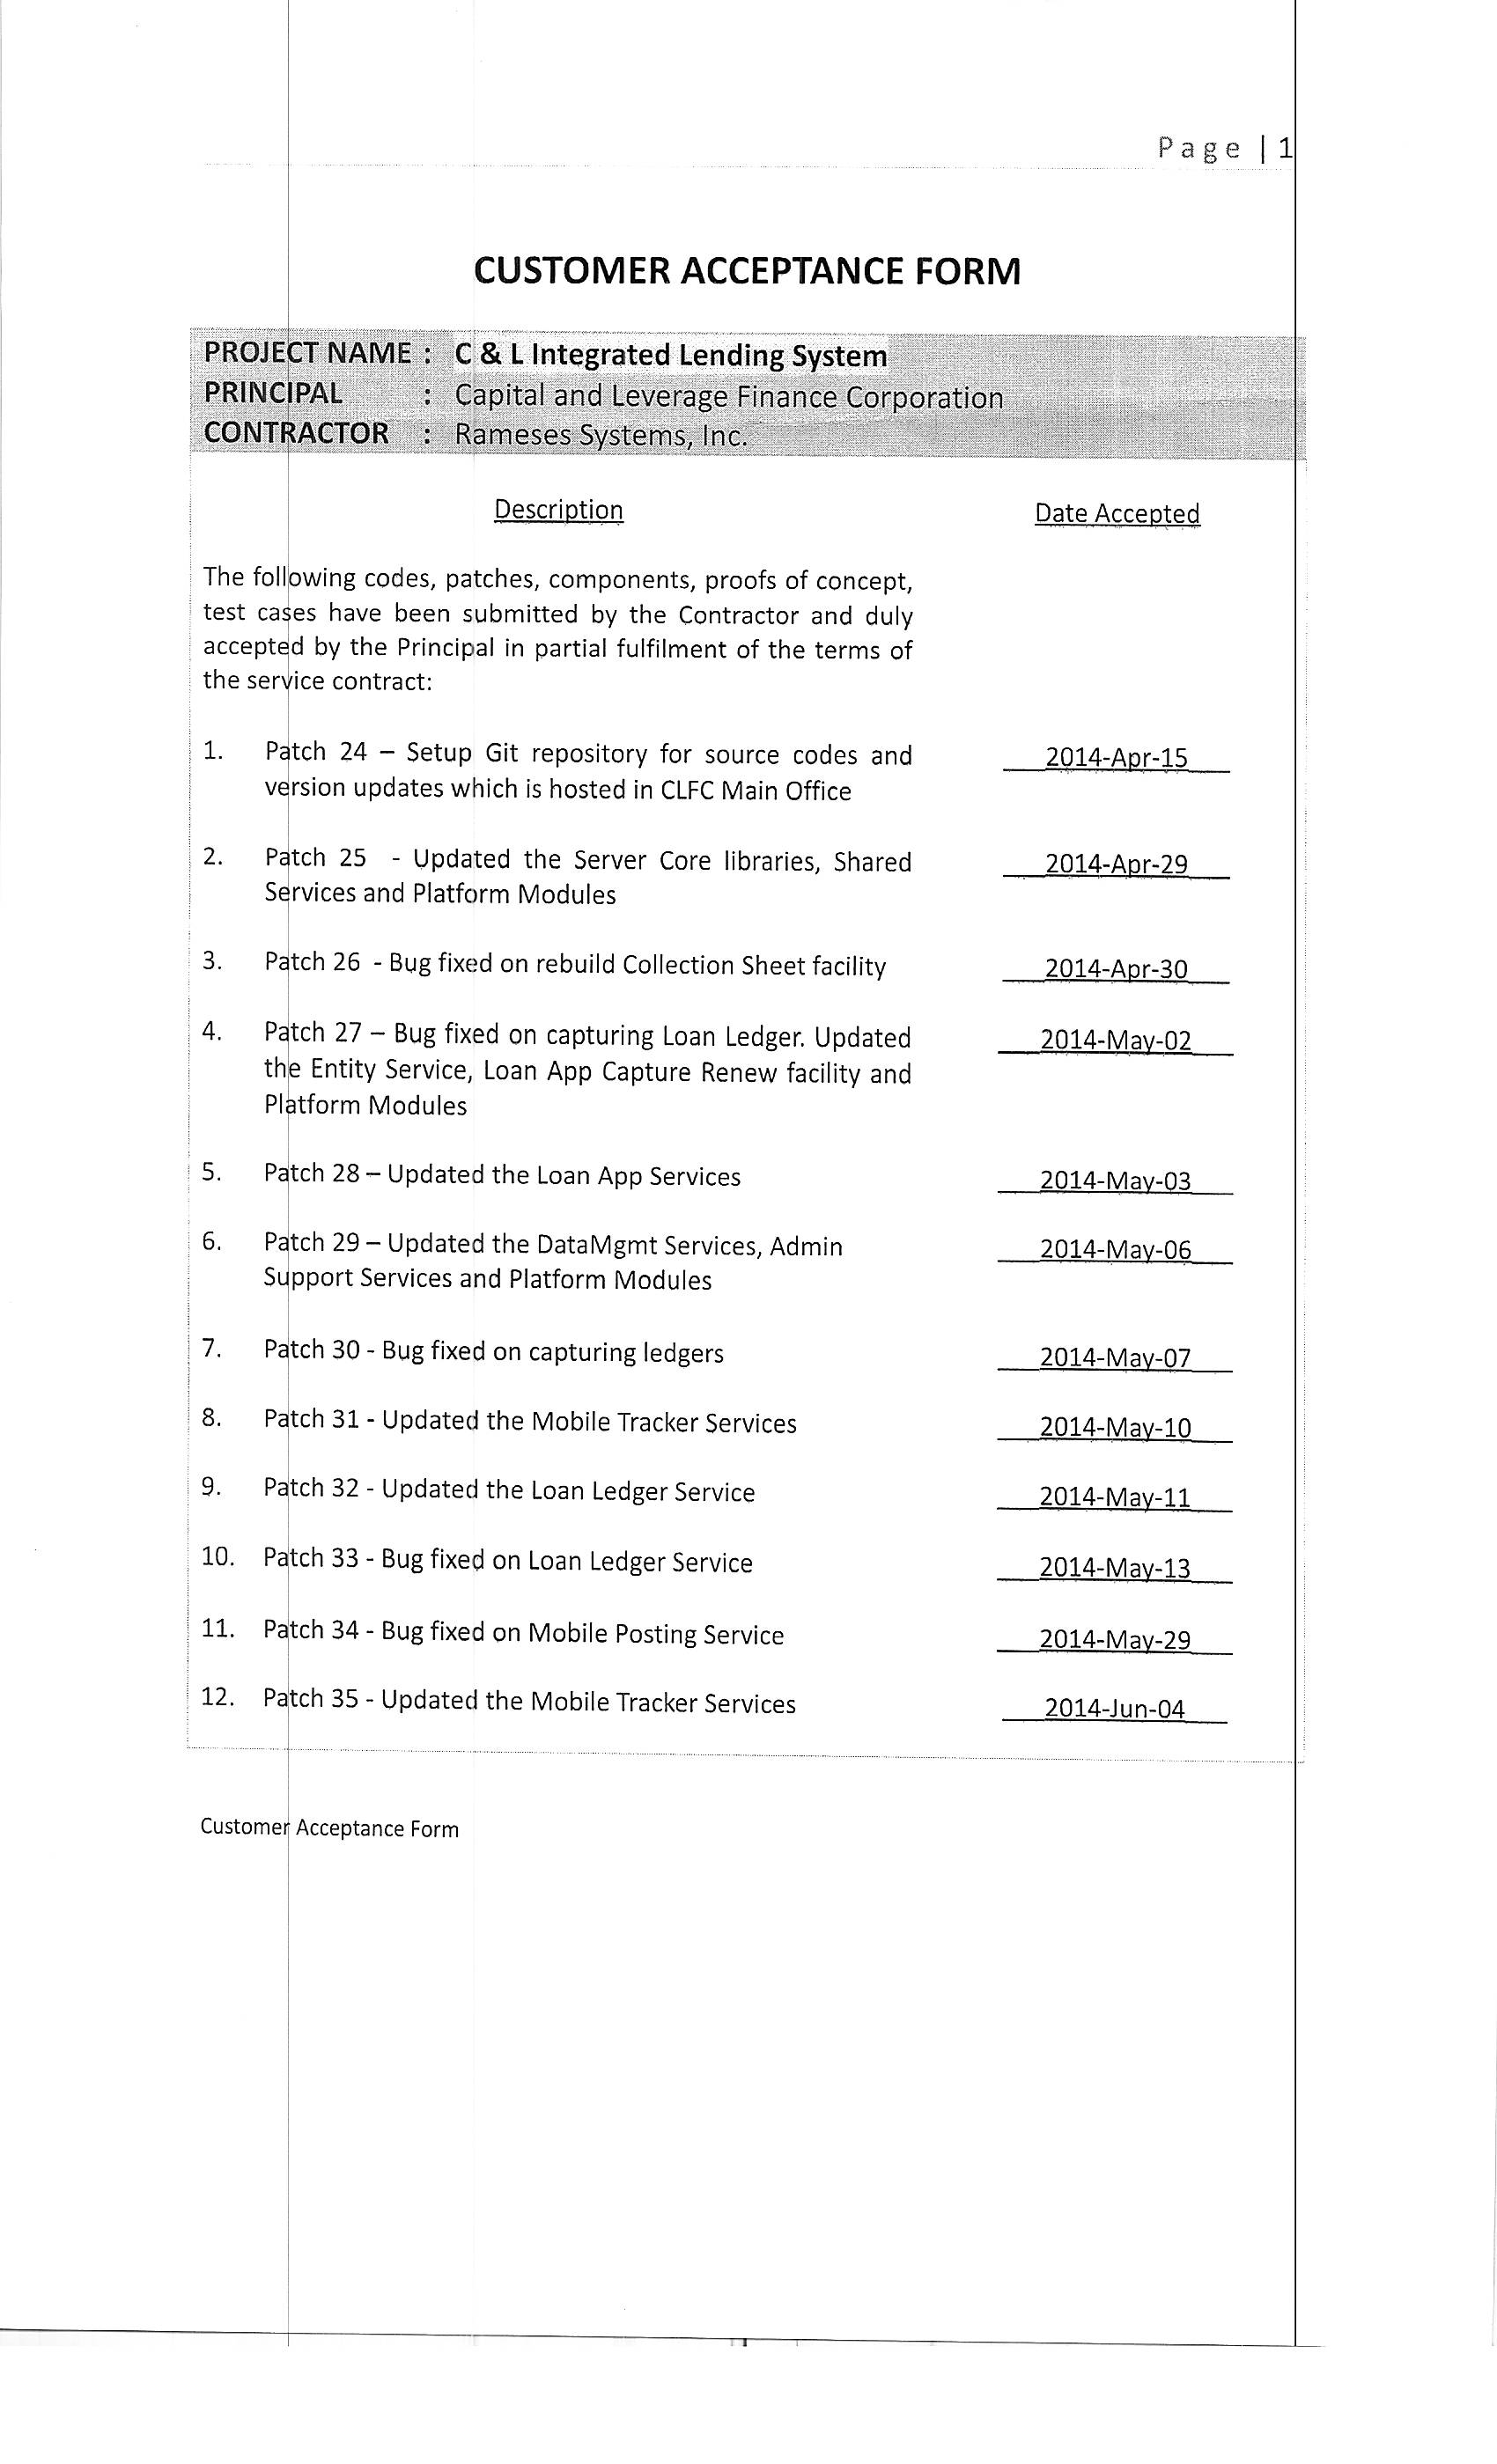 Page | 1
CUSTOMER ACCEPTANCE FORM
PROJECT NAME : C & L Integrated Lending System
PRINCIPAL : Capital and Leverage Finance Corporation
CONTRACTOR : Rameses Systems, Inc.
Description Date Accepted
The following codes, patches, components, proofs of concept,
test cases have been submitted by the Contractor and duly
accepted by the Principal in partial fulfilment of the terms of
the service contract:
1. Patch 24 – Setup Git repository for source codes and 2014-Apr-15
version updates which is hosted in CLFC Main Office
2. Patch 25 - Updated the Server Core libraries, Shared 2014-Apr-29
Services and Platform Modules
3. Patch 26 - Bug fixed on rebuild Collection Sheet facility 2014-Apr-30
4. Patch 27 – Bug fixed on capturing Loan Ledger. Updated 2014-May-02
the Entity Service, Loan App Capture Renew facility and
Platform Modules
5. Patch 28 – Updated the Loan App Services 2014-May-03
6. Patch 29 – Updated the DataMgmt Services, Admin 2014-May-06
Support Services and Platform Modules
7. Patch 30 - Bug fixed on capturing ledgers 2014-May-07
8. Patch 31 - Updated the Mobile Tracker Services 2014-May-10
9. Patch 32 - Updated the Loan Ledger Service 2014-May-11
10. Patch 33 - Bug fixed on Loan Ledger Service 2014-May-13
11. Patch 34 - Bug fixed on Mobile Posting Service 2014-May-29
12. Patch 35 - Updated the Mobile Tracker Services 2014-Jun-04
Customer Acceptance Form